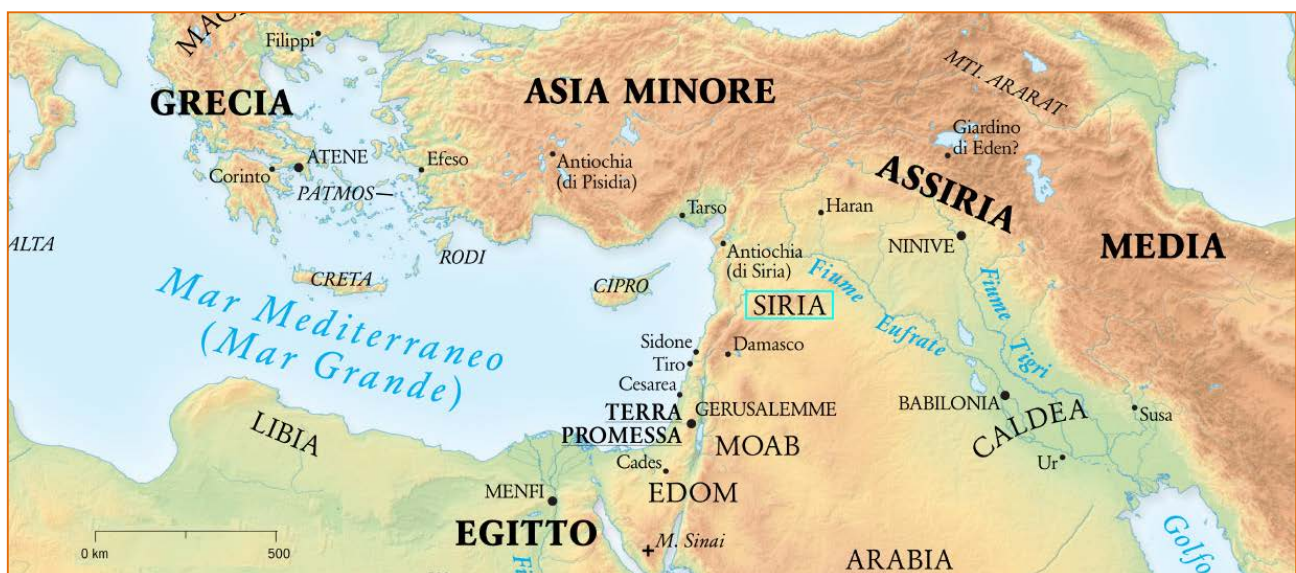 MAC
Filippi
GRECIA
ASIA MINORE
MTI. ARARAT
Giardino
di Eden?
ATENE
Corinto
PATMOS
Efeso
Antiochia
(di Pisidia)
ASSIRIA
Tarso
Haran
NINIVE
MEDIA
ALTA
RODI
CRETA
CIPRO
Antiochia
(di Siria)
Fiume
Eufrate
Fiume
Tigri
SIRIA
Mar Mediterraneo
(Mar Grande)
Sidone
Damasco
Tiro
Cesarea
TERRA
PROMESSA
GERUSALEMME
BABILONIA
CALDEA
Susa
LIBIA
MOAB
Cades
Ur
MENFI
EDOM
EGITTO
M. Sinai
ARABIA
Golfo
0 km
500
Fi